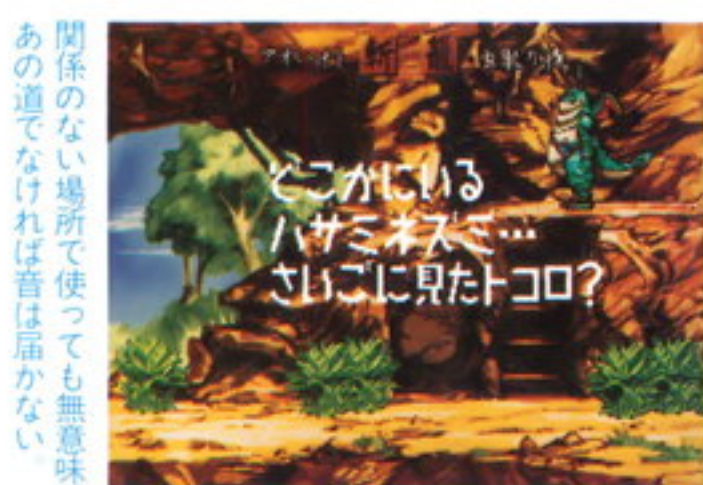 関係のない場所で使っても無意味
あの道でなければ音は届かない。
どこかにいる
ハサミネズミ…
さいごに見たトコロ?